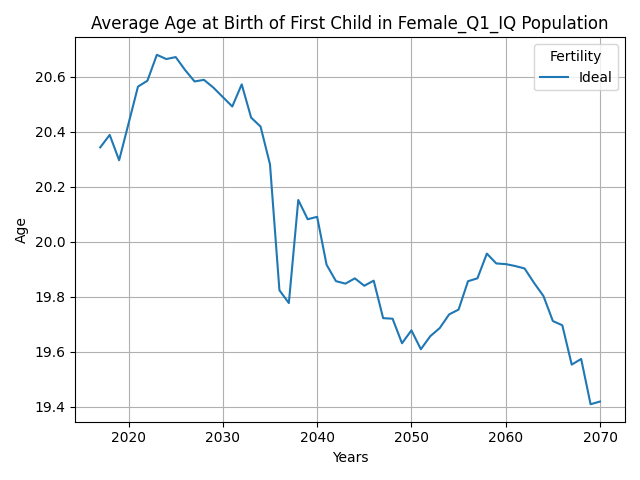 Average Age at Birth of First Child in Female_Q1_IQ Population
Fertility
Ideal
20.6
20.4
20.2
20.0
19.8
19.6
19.4
Age
2020 2030 2040 2050 2060 2070
Years